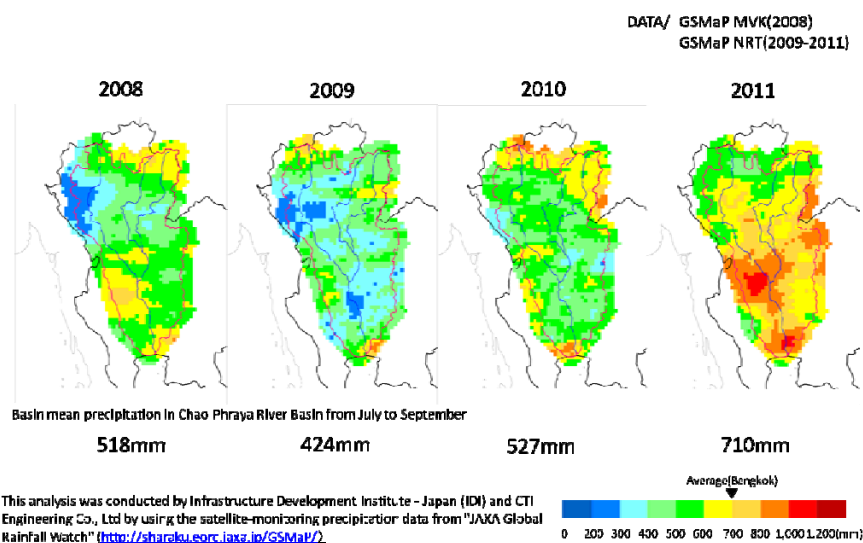 DATA/ GSMaP MVK(2008)
GSMaP NRT(2009-2011)
2008 2009 2010 2011
Basin mean precipitation in Chao Phraya River Basin from July to September
518mm 424mm 527mm 710mm
Average(Bengkok)
This analysis was conducted by Infrastructure Development Institute - Japan (IDI) and CTI
Engineering Co., Ltd by using the satellite-monitoring precipitation data from "JAXA Global
Rainfall Watch" (http://sharaku.eorc.jaxa.jp/GSMaP/)
0 200 300 400 500 600 700 800 1,000 1,200(mm)